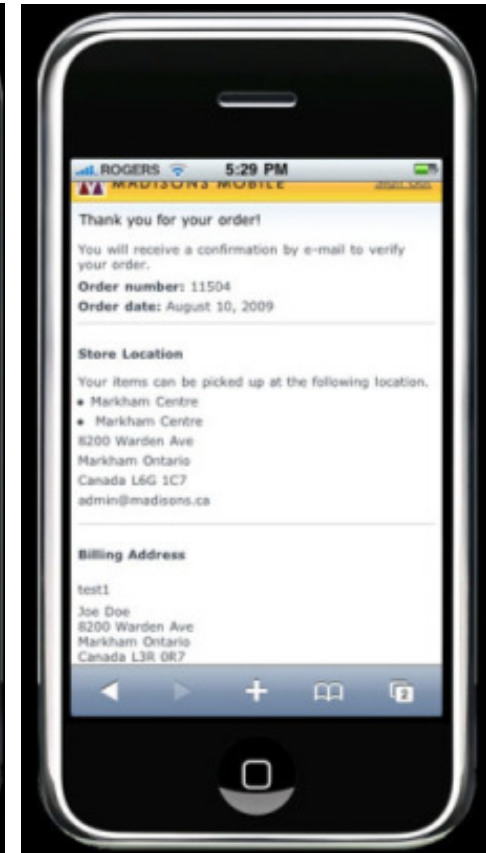 ROGERS 5:29 PM
MADISONS MOBILE
Thank you for your order!
You will receive a confirmation by e-mail to verify
your order.
Order number: 11504
Order date: August 10, 2009
Store Location
Your items can be picked up at the following location.
• Markham Centre
• Markham Centre
8200 Warden Ave
Markham Ontario
Canada L6G 1C7
admin@madisons.ca
Billing Address
test1
Joe Doe
8200 Warden Ave
Markham Ontario
Canada L3R 0R7
2